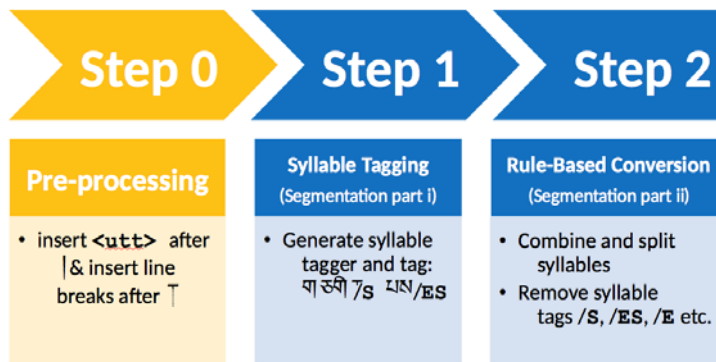 Step 0
Step 1
Step 2
Pre-processing
• insert <utt> after
། & insert line
breaks after
Syllable Tagging
(Segmentation part i)
• Generate syllable
tagger and tag:
/S /ES
Rule-Based Conversion
(Segmentation part ii)
• Combine and split
syllables
• Remove syllable
tags /S, /ES, /E etc.